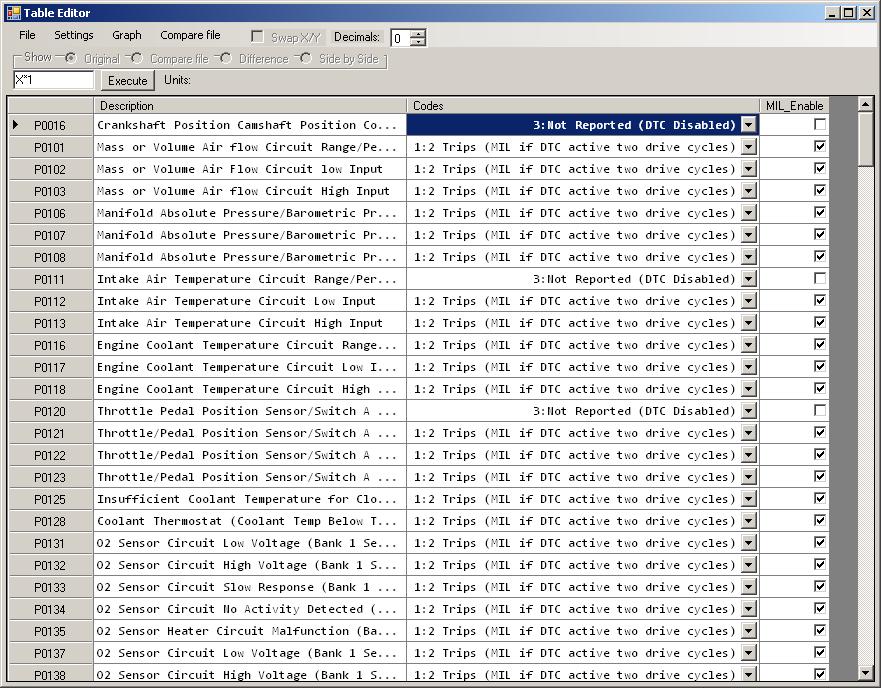 Table Editor
File Settings Graph Compare file Swap X/Y Decimals: 0
Show Original Compare file Difference Side by Side
X*1 Execute Units:
Description Codes MIL_Enable
P0016 Crankshaft Position Camshaft Position Co... 3:Not Reported (DTC Disabled)
P0101 Mass or Volume Air flow Circuit Range/Pe... 1:2 Trips (MIL if DTC active two drive cycles)
P0102 Mass or Volume Air Flow Circuit low Input 1:2 Trips (MIL if DTC active two drive cycles)
P0103 Mass or Volume Air flow Circuit High Input 1:2 Trips (MIL if DTC active two drive cycles)
P0106 Manifold Absolute Pressure/Barometric Pr... 1:2 Trips (MIL if DTC active two drive cycles)
P0107 Manifold Absolute Pressure/Barometric Pr... 1:2 Trips (MIL if DTC active two drive cycles)
P0108 Manifold Absolute Pressure/Barometric Pr... 1:2 Trips (MIL if DTC active two drive cycles)
P0111 Intake Air Temperature Circuit Range/Per... 3:Not Reported (DTC Disabled)
P0112 Intake Air Temperature Circuit Low Input 1:2 Trips (MIL if DTC active two drive cycles)
P0113 Intake Air Temperature Circuit High Input 1:2 Trips (MIL if DTC active two drive cycles)
P0116 Engine Coolant Temperature Circuit Range... 1:2 Trips (MIL if DTC active two drive cycles)
P0117 Engine Coolant Temperature Circuit Low I... 1:2 Trips (MIL if DTC active two drive cycles)
P0118 Engine Coolant Temperature Circuit High ... 1:2 Trips (MIL if DTC active two drive cycles)
P0120 Throttle Pedal Position Sensor/Switch A ... 3:Not Reported (DTC Disabled)
P0121 Throttle/Pedal Position Sensor/Switch A ... 1:2 Trips (MIL if DTC active two drive cycles)
P0122 Throttle/Pedal Position Sensor/Switch A ... 1:2 Trips (MIL if DTC active two drive cycles)
P0123 Throttle/Pedal Position Sensor/Switch A ... 1:2 Trips (MIL if DTC active two drive cycles)
P0125 Insufficient Coolant Temperature for Clo... 1:2 Trips (MIL if DTC active two drive cycles)
P0128 Coolant Thermostat (Coolant Temp Below T... 1:2 Trips (MIL if DTC active two drive cycles)
P0131 O2 Sensor Circuit Low Voltage (Bank 1 Se... 1:2 Trips (MIL if DTC active two drive cycles)
P0132 O2 Sensor Circuit High Voltage (Bank 1 S... 1:2 Trips (MIL if DTC active two drive cycles)
P0133 O2 Sensor Circuit Slow Response (Bank 1 ... 1:2 Trips (MIL if DTC active two drive cycles)
P0134 O2 Sensor Circuit No Activity Detected (... 1:2 Trips (MIL if DTC active two drive cycles)
P0135 O2 Sensor Heater Circuit Malfunction (Ba... 1:2 Trips (MIL if DTC active two drive cycles)
P0137 O2 Sensor Circuit Low Voltage (Bank 1 Se... 1:2 Trips (MIL if DTC active two drive cycles)
P0138 O2 Sensor Circuit High Voltage (Bank 1 S... 1:2 Trips (MIL if DTC active two drive cycles)